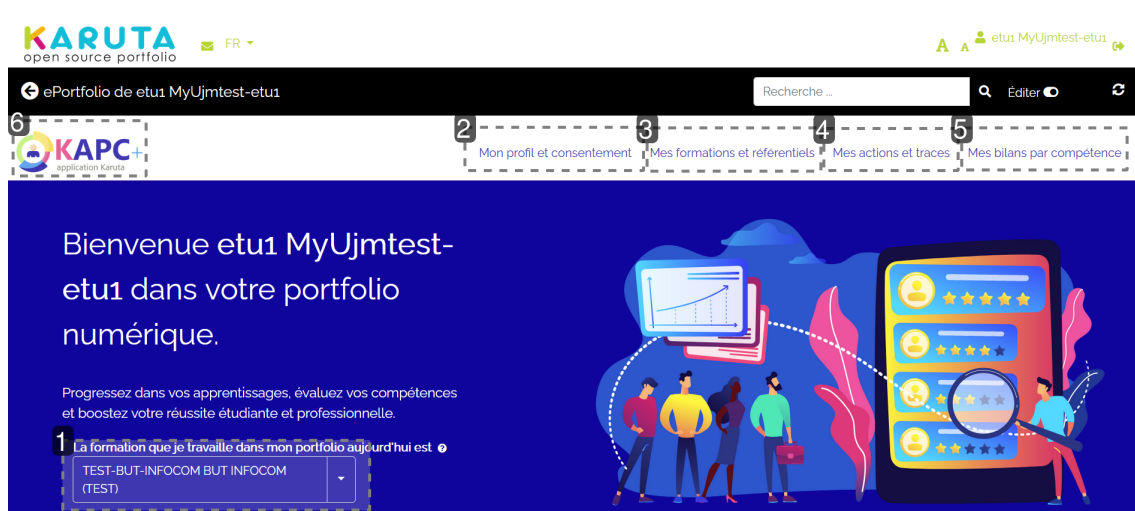 KARUTA
open source portfolio
FR
A A etu1 MyUjmtest-etu1
ePortfolio de etu1 MyUjmtest-etu1
Recherche ...
Éditer
6
KAPC+
application Karuta
2
Mon profil et consentement
3
Mes formations et référentiels
4
Mes actions et traces
5
Mes bilans par compétence
Bienvenue etu1 MyUjmtest-
etu1 dans votre portfolio
numérique.
Progressez dans vos apprentissages, évaluez vos compétences
et boostez votre réussite étudiante et professionnelle.
1
La formation que je travaille dans mon portfolio aujourd'hui est ?
TEST-BUT-INFOCOM BUT INFOCOM
(TEST)